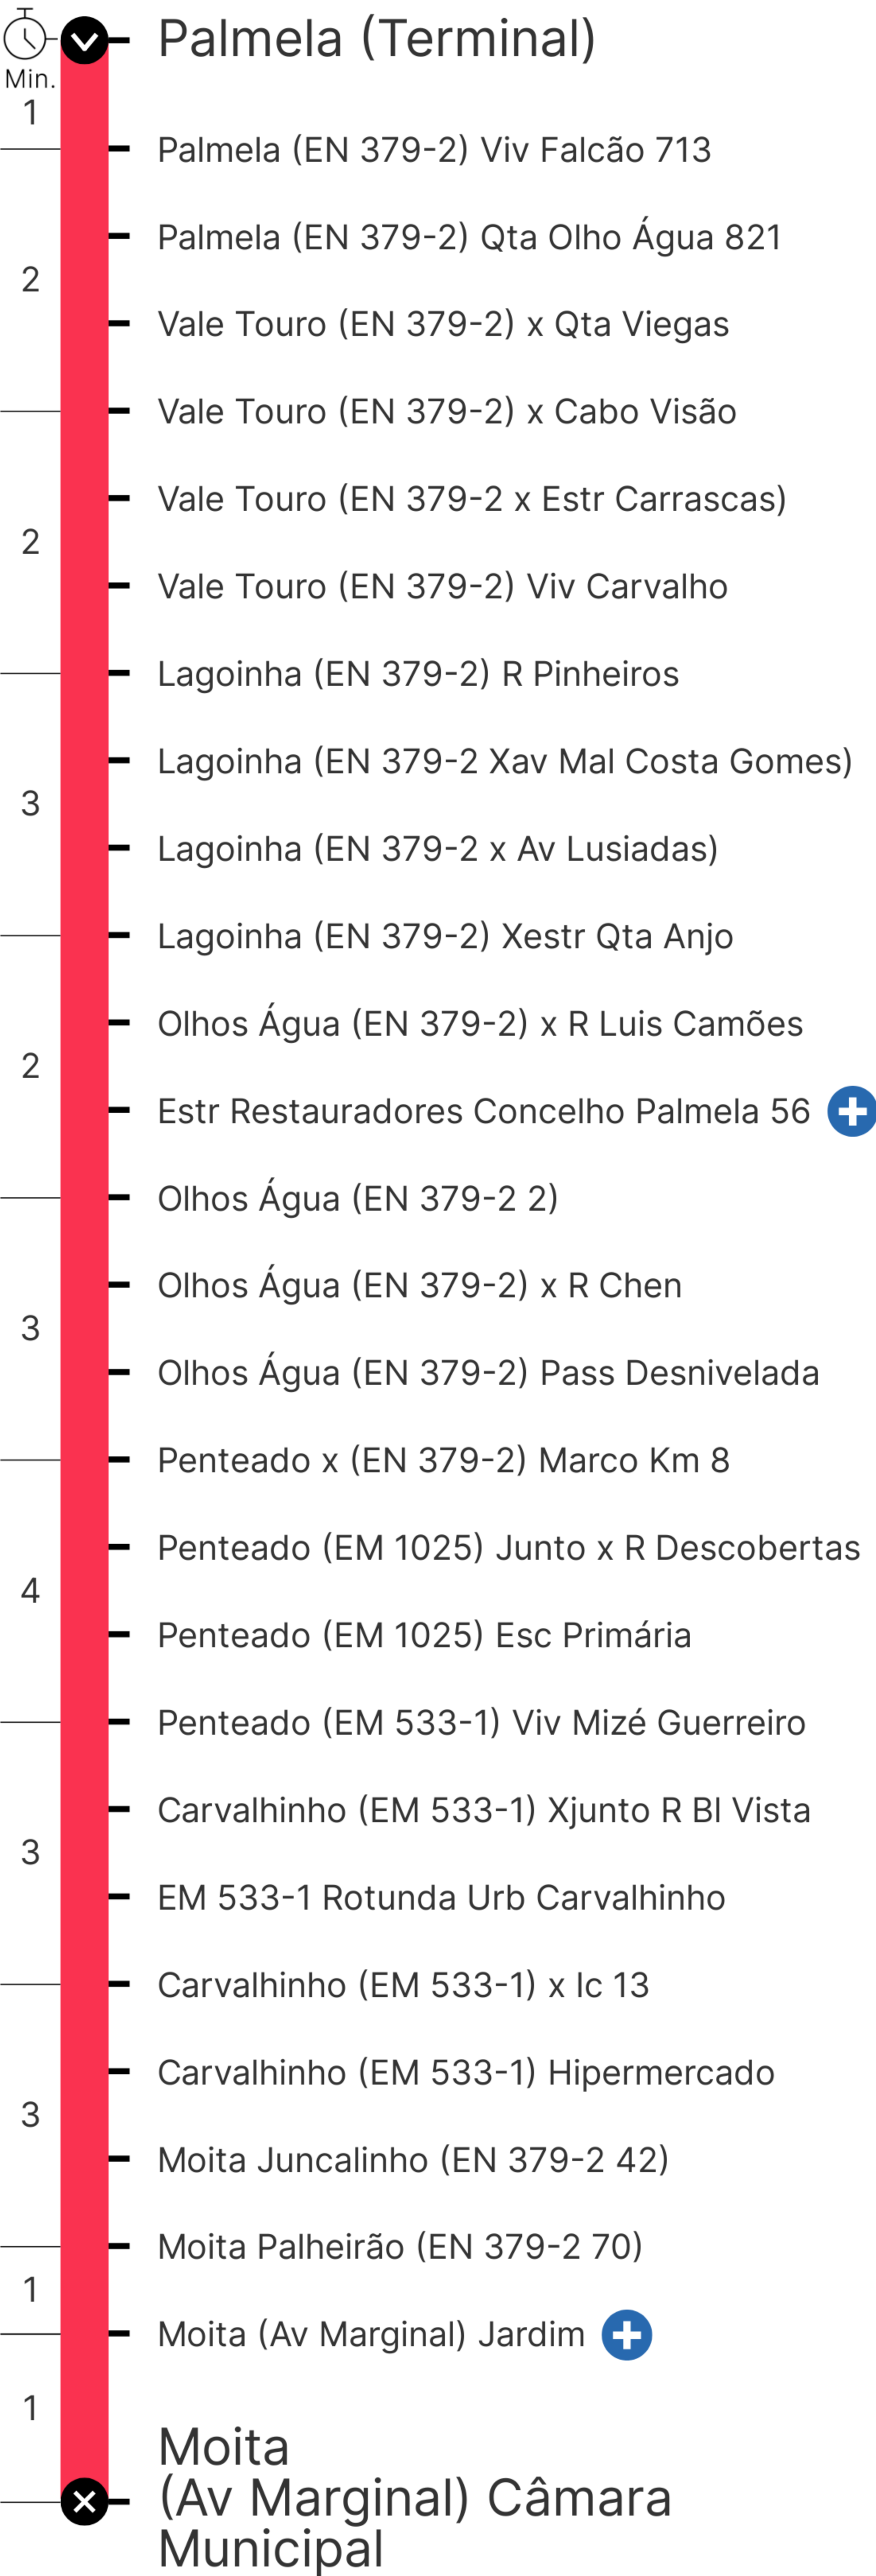 Palmela (Terminal)
Min.
1
Palmela (EN 379-2) Viv Falcão 713
Palmela (EN 379-2) Qta Olho Água 821
2
Vale Touro (EN 379-2) x Qta Viegas
Vale Touro (EN 379-2) x Cabo Visão
Vale Touro (EN 379-2 x Estr Carrascas)
2
Vale Touro (EN 379-2) Viv Carvalho
Lagoinha (EN 379-2) R Pinheiros
Lagoinha (EN 379-2 Xav Mal Costa Gomes)
3
Lagoinha (EN 379-2 x Av Lusiadas)
Lagoinha (EN 379-2) Xestr Qta Anjo
Olhos Água (EN 379-2) x R Luis Camões
2
Estr Restauradores Concelho Palmela 56
Olhos Água (EN 379-2 2)
Olhos Água (EN 379-2) x R Chen
3
Olhos Água (EN 379-2) Pass Desnivelada
Penteado x (EN 379-2) Marco Km 8
Penteado (EM 1025) Junto x R Descobertas
4
Penteado (EM 1025) Esc Primária
Penteado (EM 533-1) Viv Mizé Guerreiro
Carvalhinho (EM 533-1) Xjunto R Bl Vista
3
EM 533-1 Rotunda Urb Carvalhinho
Carvalhinho (EM 533-1) x Ic 13
Carvalhinho (EM 533-1) Hipermercado
3
Moita Juncalinho (EN 379-2 42)
Moita Palheirão (EN 379-2 70)
1
Moita (Av Marginal) Jardim
1
Moita
(Av Marginal) Câmara
Municipal